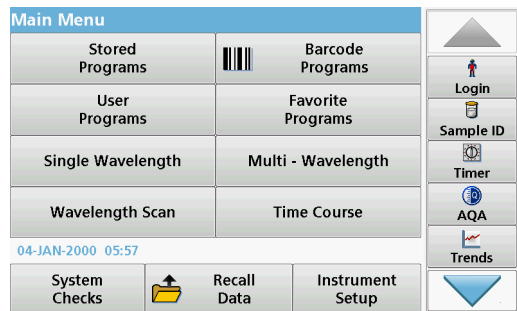 Main Menu
Stored
Programs
Barcode
Programs
User
Programs
Favorite
Programs
Single Wavelength
Multi - Wavelength
Wavelength Scan
Time Course
04-JAN-2000 05:57
System
Checks
Recall
Data
Instrument
Setup
Login
Sample ID
Timer
AQA
Trends